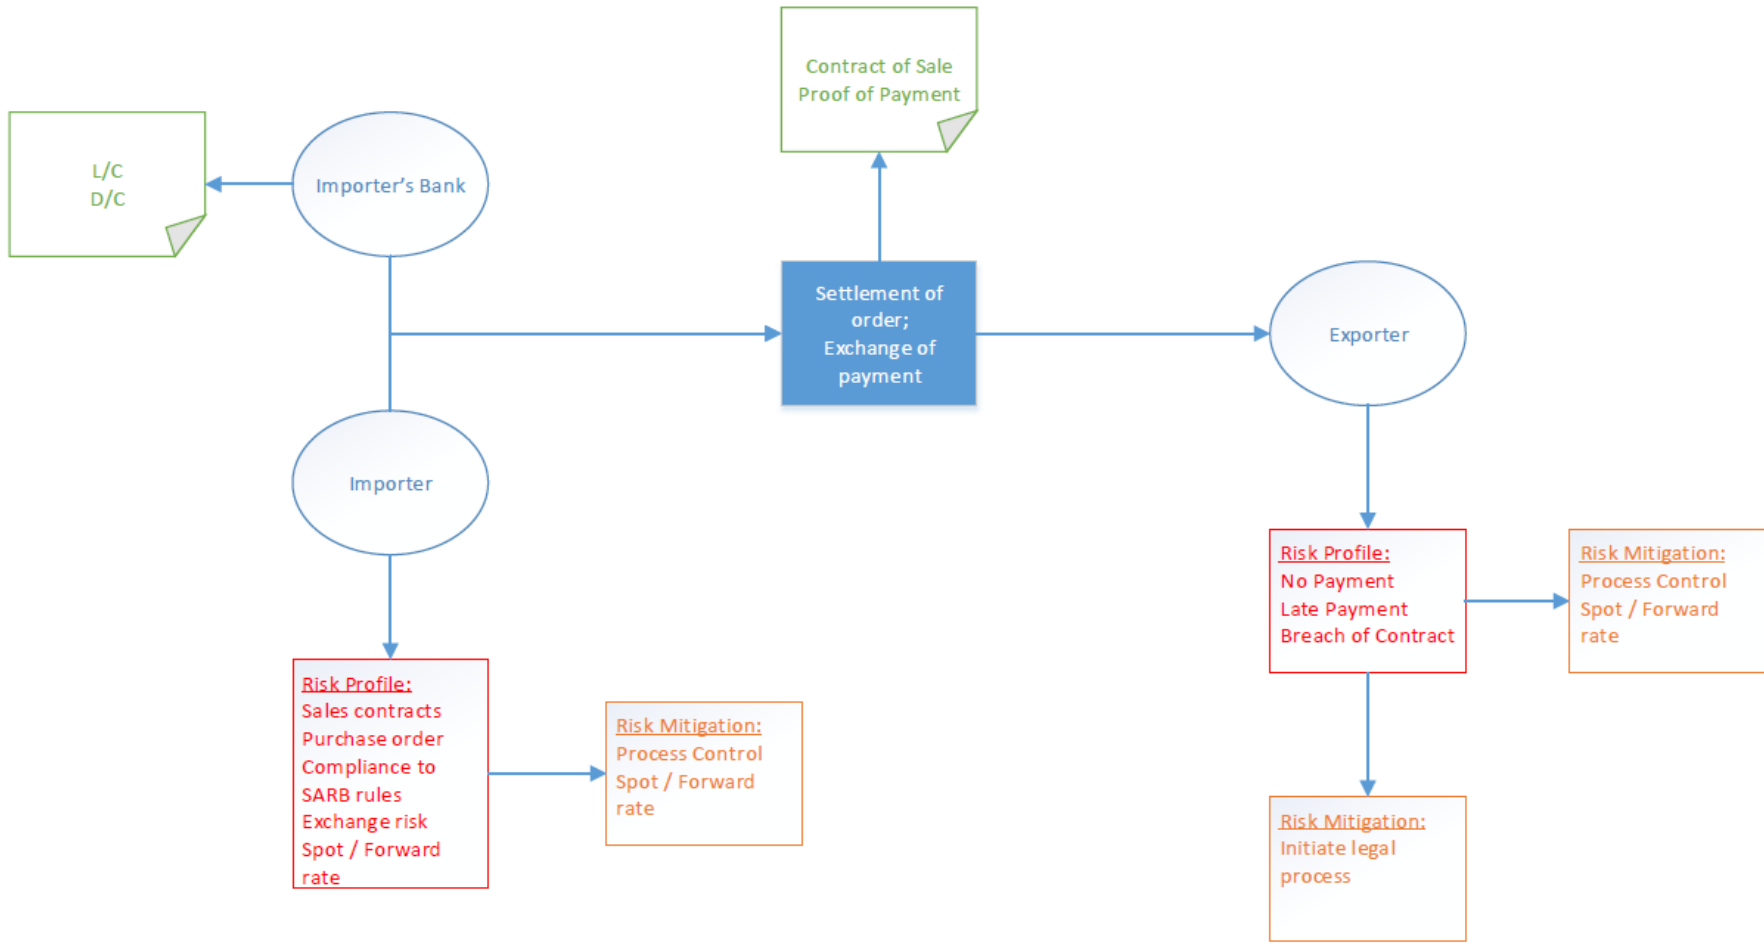 Contract of Sale
Proof of Payment
L/C
D/C
Importer's Bank
Settlement of
order;
Exchange of
payment
Exporter
Importer
Risk Profile:
No Payment
Late Payment
Breach of Contract
Risk Mitigation:
Process Control
Spot / Forward
rate
Risk Profile:
Sales contracts
Purchase order
Compliance to
SARB rules
Exchange risk
Spot / Forward
rate
Risk Mitigation:
Process Control
Spot / Forward
rate
Risk Mitigation:
Initiate legal
process